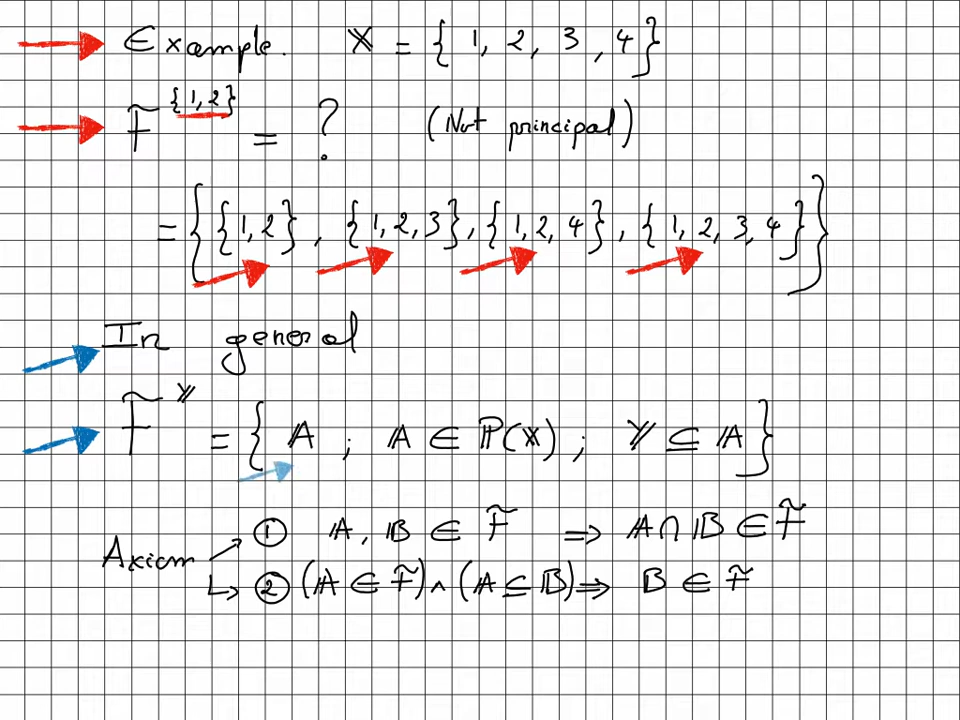 Example. 𝕏 = { 1, 2, 3, 4 }
F̃^{1,2} = ? (Not principal)
= { {1,2}, {1,2,3}, {1,2,4}, {1,2,3,4} }
In general
F̃^𝕐 = { 𝔸 ; 𝔸 ∈ ℙ(𝕏) ; 𝕐 ⊆ 𝔸 }
Axiom ① 𝔸, 𝔹 ∈ F̃ ⇒ 𝔸 ∩ 𝔹 ∈ F̃
② (𝔸 ∈ F̃) ∧ (𝔸 ⊆ 𝔹) ⇒ 𝔹 ∈ F̃